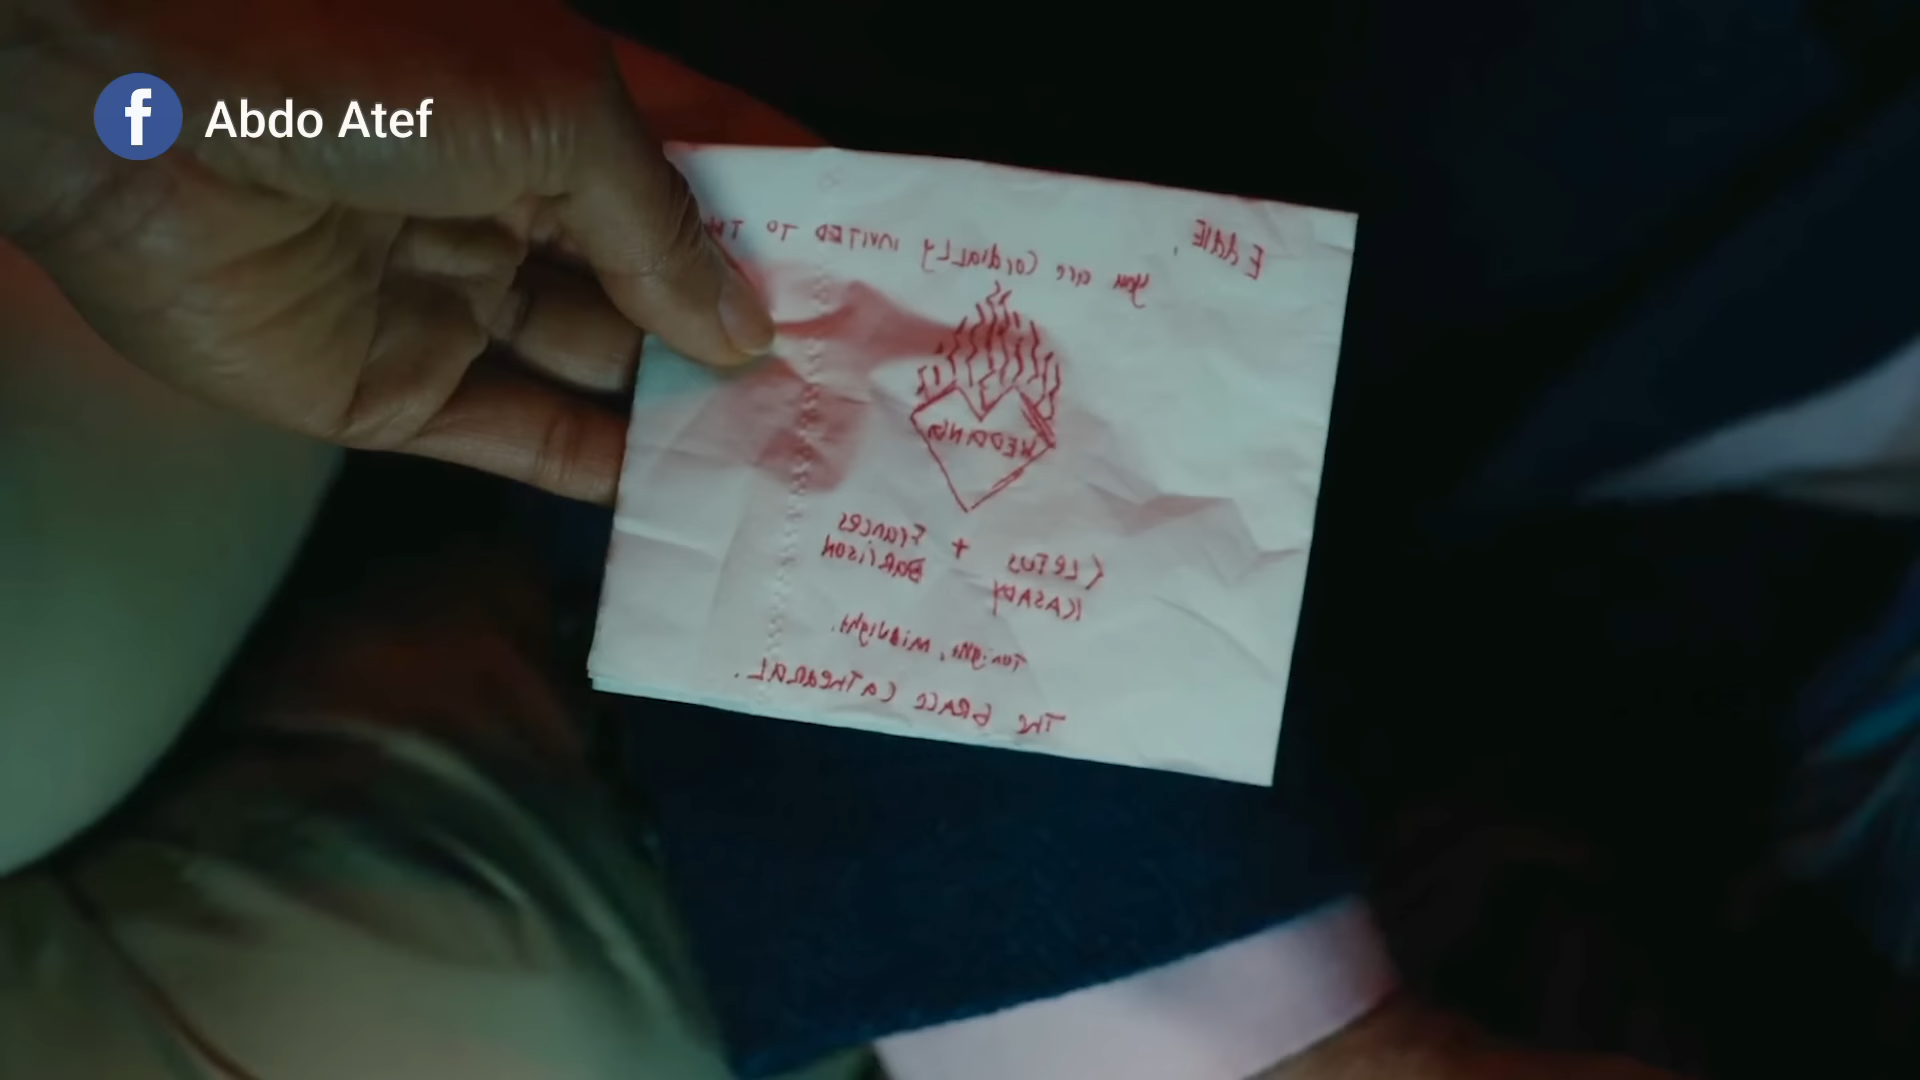 Abdo Atef
EddIE,
you are Cordially INVITED TO TH
WEDDING
CLETUS KASADY + Frances BARRISON
Tonight, midnight.
The GRACE CATHEDRAL.